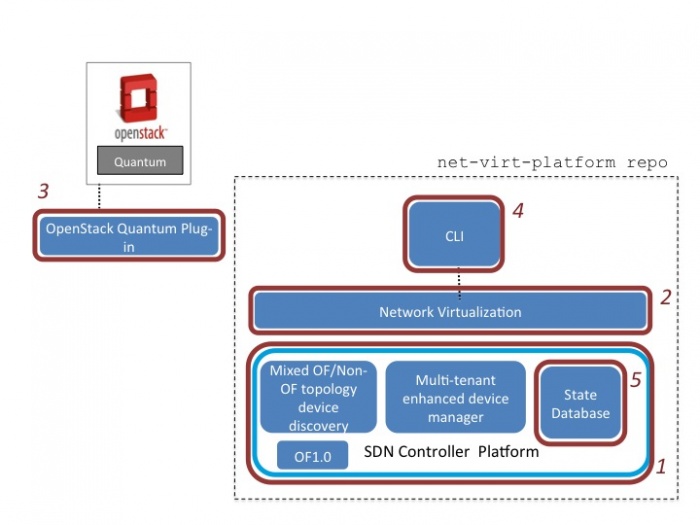 openstack™
Quantum
net-virt-platform repo
3
OpenStack Quantum Plug-
in
4
CLI
2
Network Virtualization
Mixed OF/Non-
OF topology
device
discovery
Multi-tenant
enhanced device
manager
5
State
Database
OF1.0
SDN Controller Platform
1